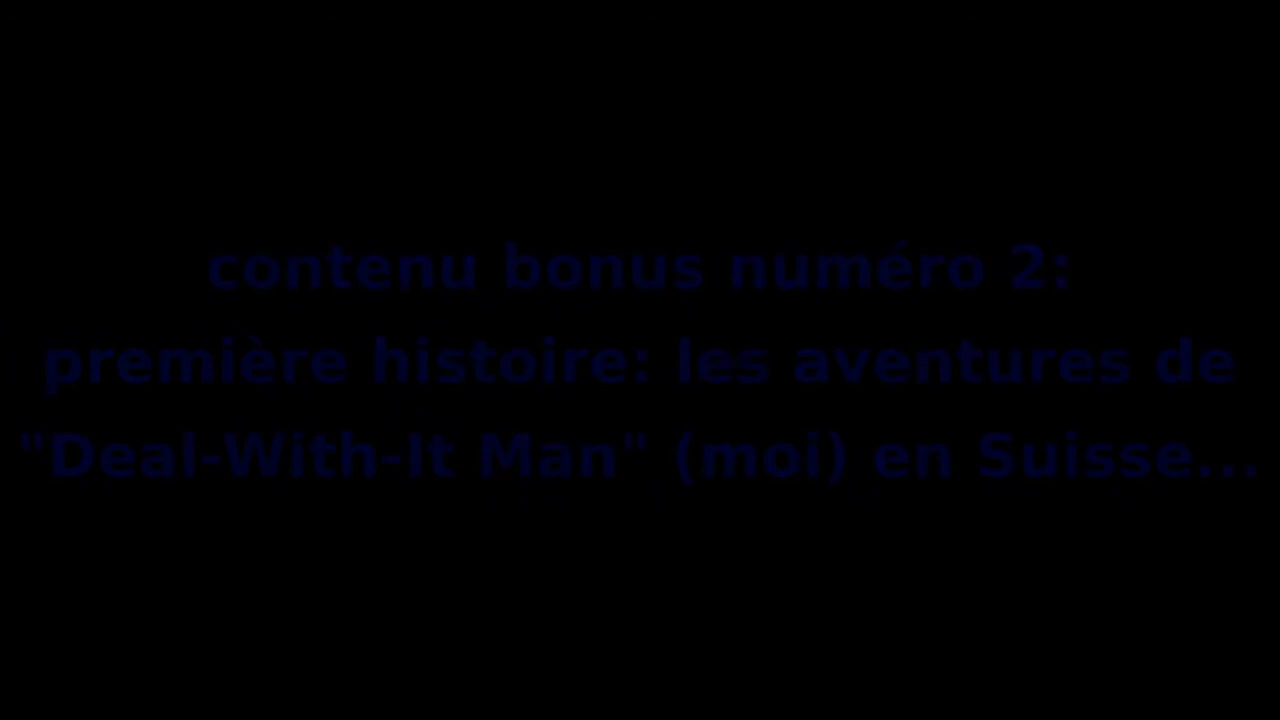 contenu bonus numéro 2:
première histoire: les aventures de
"Deal-With-It Man" (moi) en Suisse...